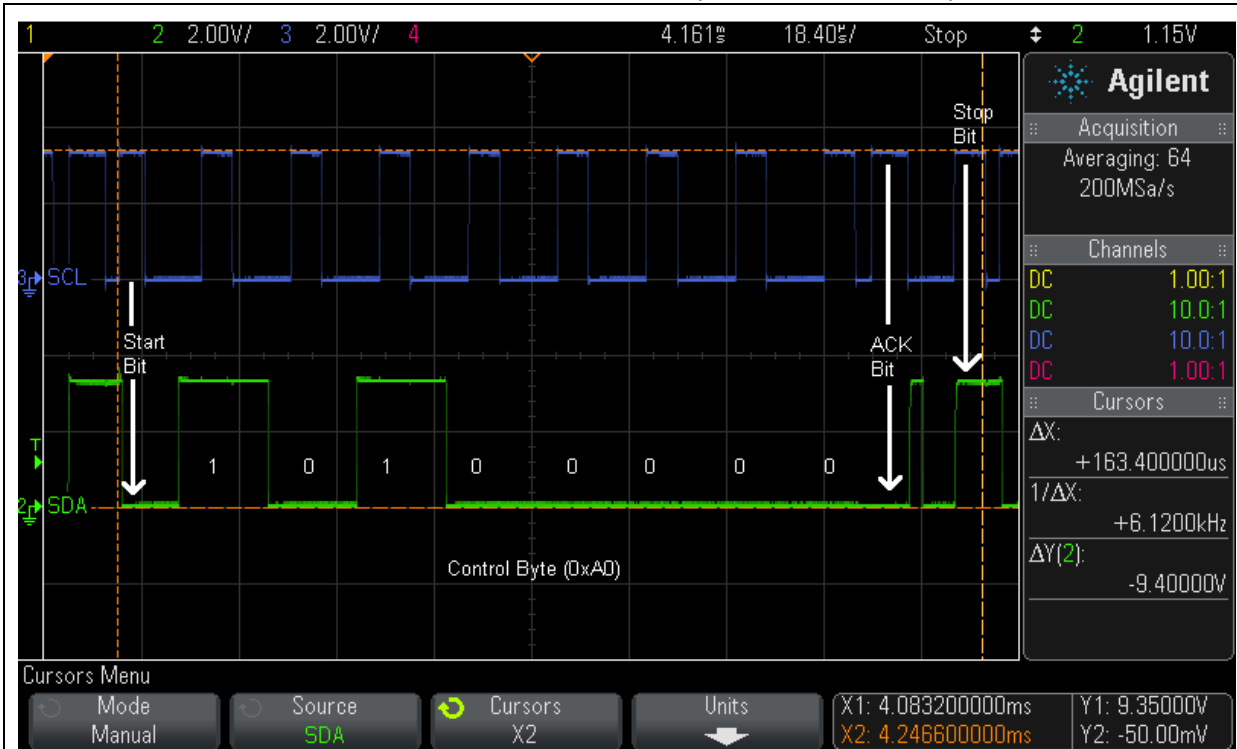 1 2 2.00V/ 3 2.00V/ 4 4.161ms 18.40us/ Stop 2 1.15V
Agilent
Stop
Bit
Acquisition
Averaging: 64
200MSa/s
Channels
DC 1.00:1
DC 10.0:1
DC 10.0:1
DC 1.00:1
3 SCL
Start
Bit
ACK
Bit
Cursors
ΔX:
+163.400000us
1/ΔX:
+6.1200kHz
ΔY(2):
-9.40000V
T
1 0 1 0 0 0 0 0
2 SDA
Control Byte (0xA0)
Cursors Menu
Mode
Manual
Source
SDA
Cursors
X2
Units
X1: 4.083200000ms
X2: 4.246600000ms
Y1: 9.35000V
Y2: -50.00mV